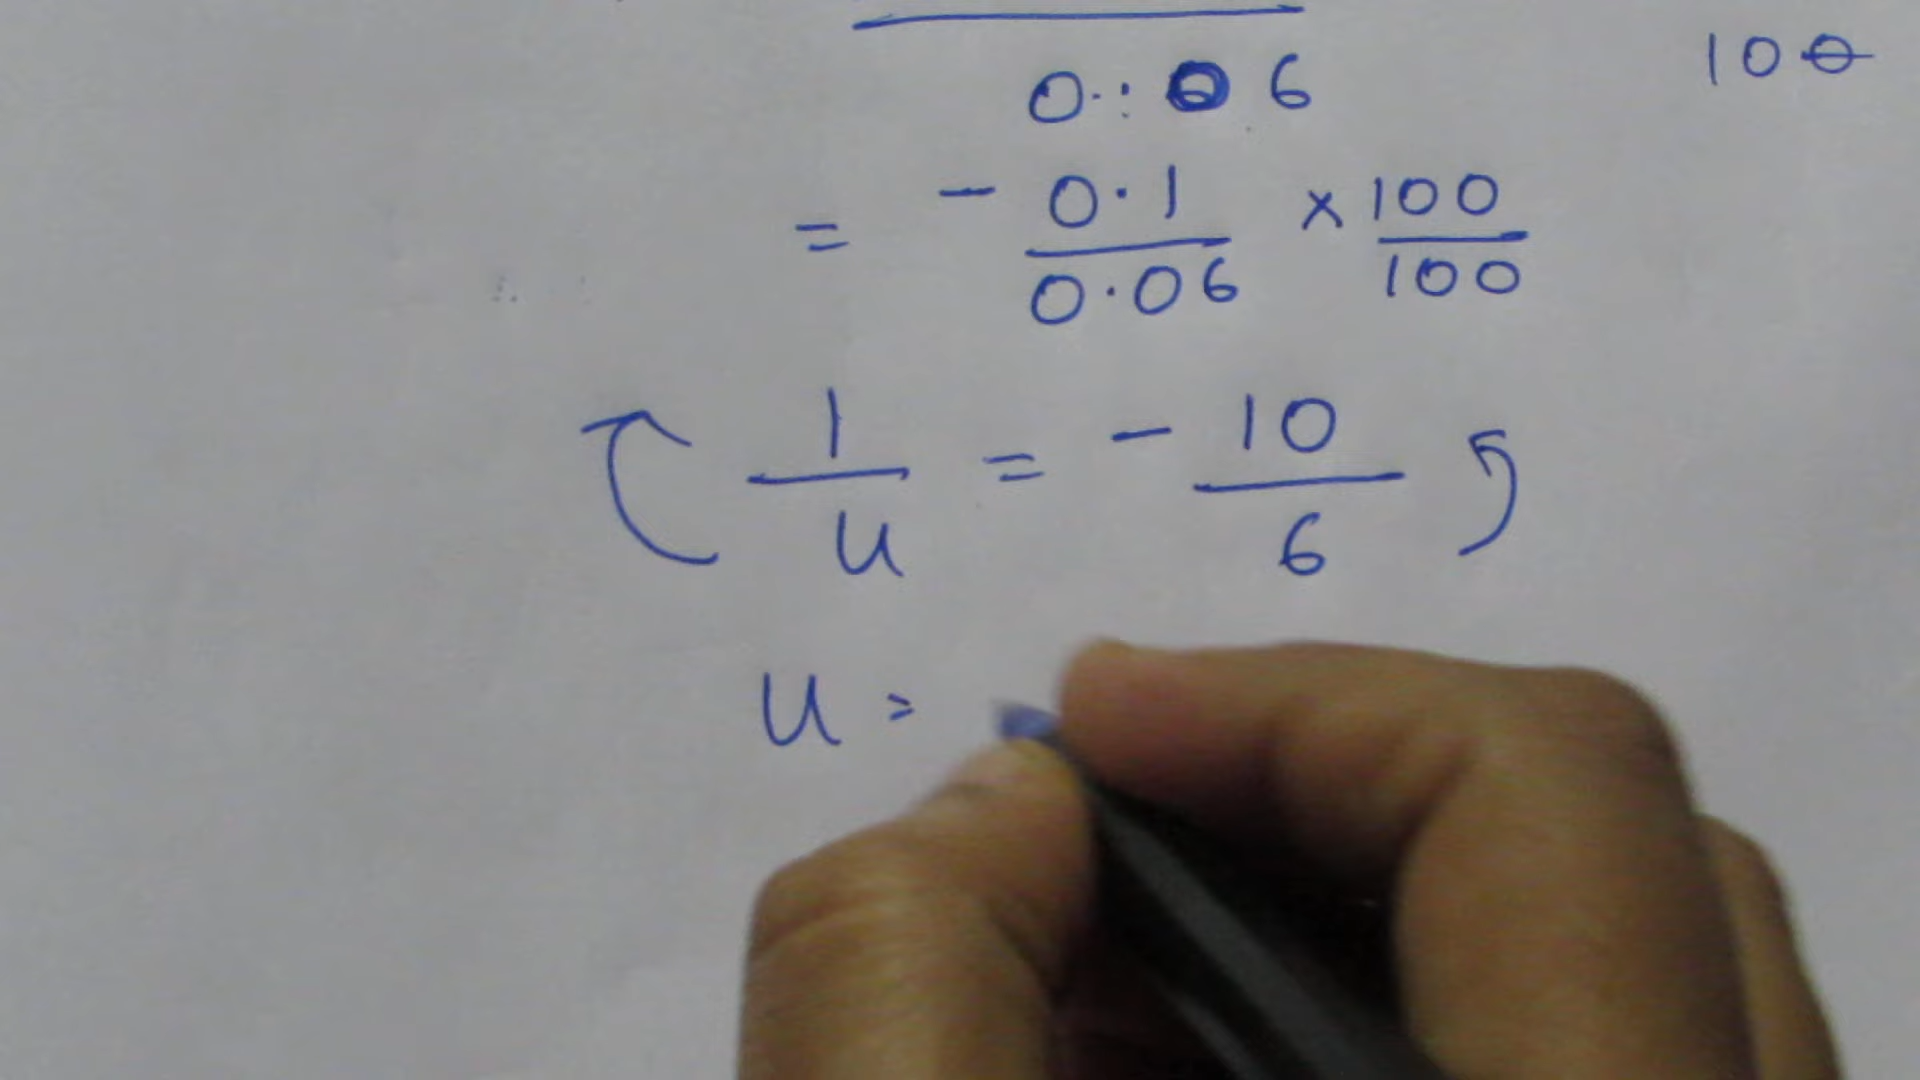 100
0.06
= - 0.1/0.06 × 100/100
1/u = - 10/6
u =